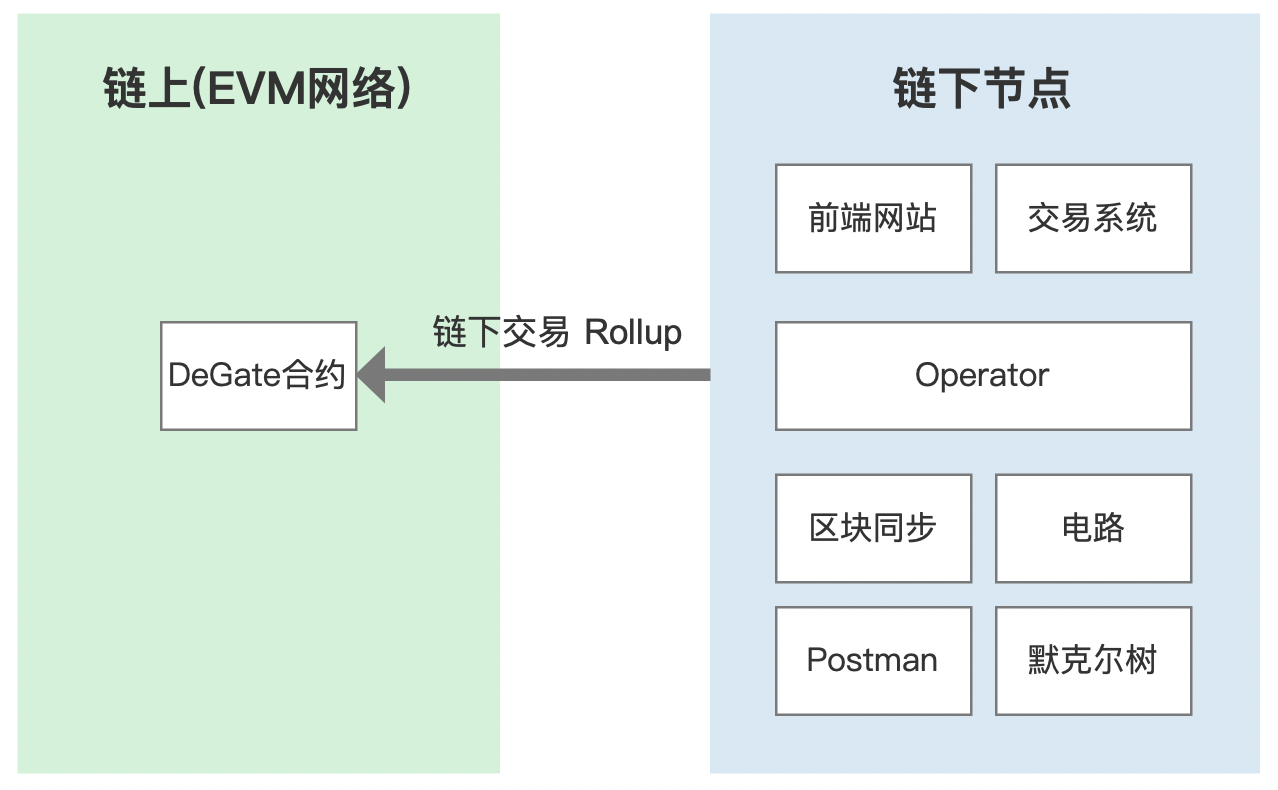 链上(EVM网络)
DeGate合约
链下交易 Rollup
链下节点
前端网站
交易系统
Operator
区块同步
电路
Postman
默克尔树